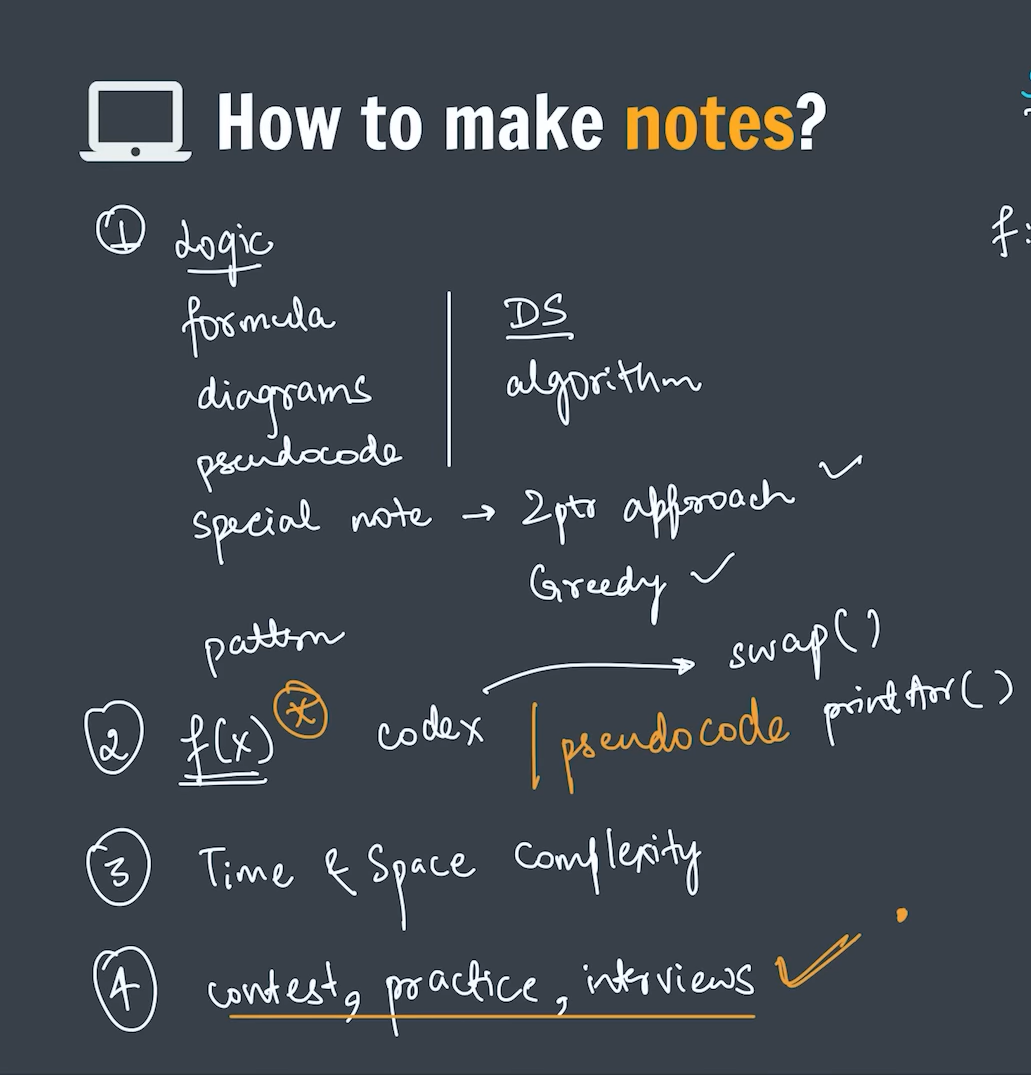 How to make notes?
f:
1 Logic
formula
diagrams
pseudocode
DS
algorithm
special note → 2ptr approach ✓
Greedy ✓
pattern
2 f(x) * codex → swap() printArr()
pseudocode
3 Time & Space Complexity
4 contest, practice, interviews ✓